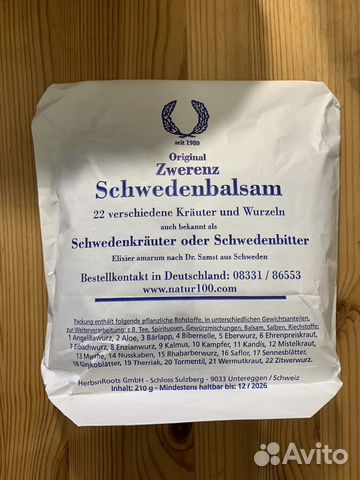 seit 1980
Original
Zwerenz
Schwedenbalsam
22 verschiedene Kräuter und Wurzeln
auch bekannt als
Schwedenkräuter oder Schwedenbitter
Elixier amarum nach Dr. Samst aus Schweden
Bestellkontakt in Deutschland: 08331 / 86553
www.natur100.com
Packung enthält folgende pflanzliche Rohstoffe, in unterschiedlichen Gewichtanteilen,
zur Weiterverarbeitung: z.B. Tee, Spirituosen, Gewürzmischungen, Balsam, Salben, Riechstoffe:
1 Angelikawurz, 2 Aloe, 3 Bärlapp, 4 Bibernelle, 5 Eberwurz, 6 Ehrenpreiskraut,
7 Eibschwurz, 8 Enzianwurz, 9 Kalmus, 10 Kampfer, 11 Kandis, 12 Mistelkraut,
13 Myrrhe, 14 Nusskaben, 15 Rhabarberwurz, 16 Saflor, 17 Sennesblätter,
18 Ginkoblätter, 19 Theriak, 20 Tormentil, 21 Wermutkraut, 22 Zitwerwurz.
HerbsnRoots GmbH - Schloss Sulzberg - 9033 Untereggen / Schweiz
Inhalt: 210 g - Mindestens haltbar bis: 12 / 2026
Avito